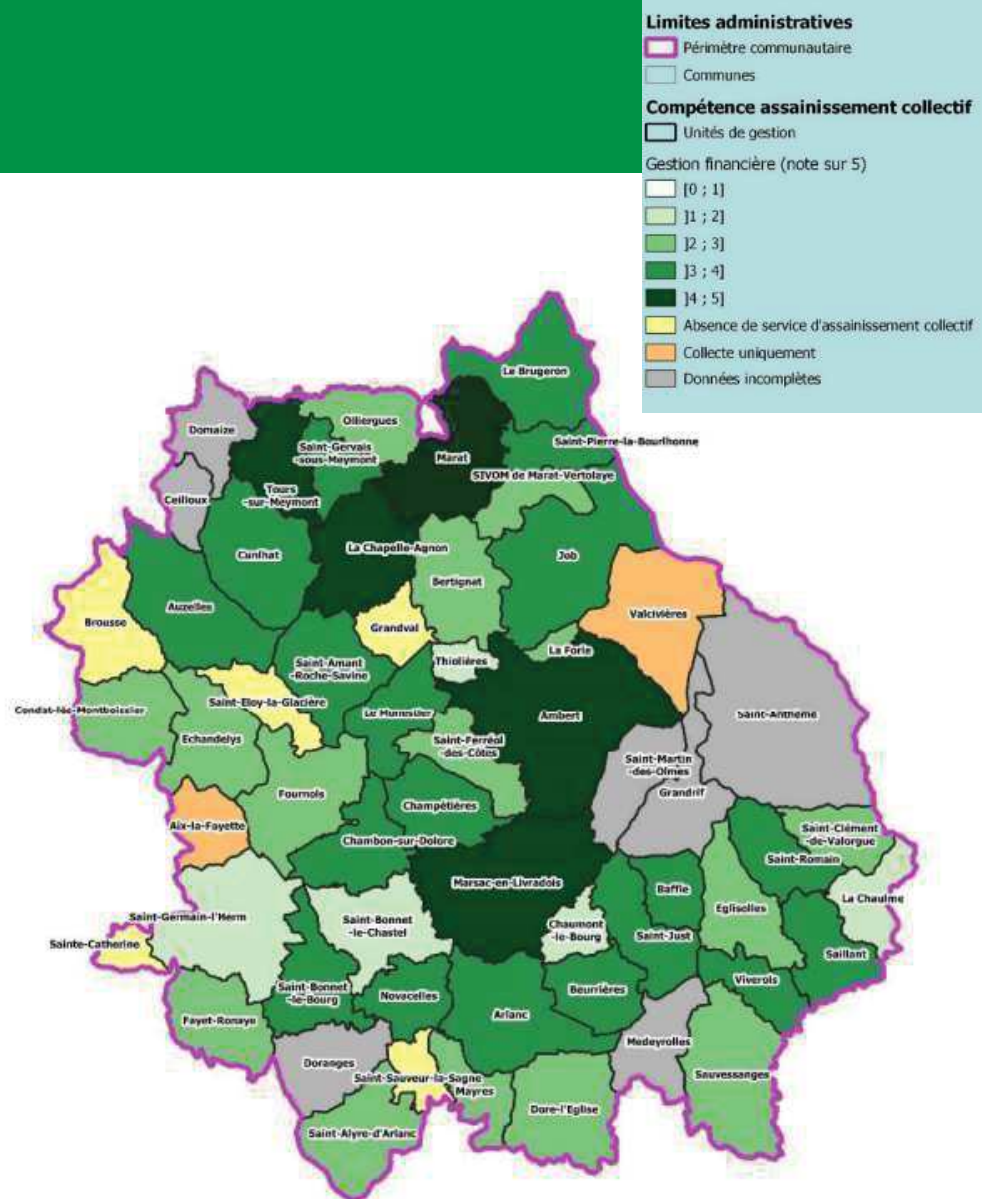 Limites administratives
Périmètre communautaire
Communes
Compétence assainissement collectif
Unités de gestion
Gestion financière (note sur 5)
[0 ; 1]
]1 ; 2]
]2 ; 3]
]3 ; 4]
]4 ; 5]
Absence de service d'assainissement collectif
Collecte uniquement
Données incomplètes
Le Brugeron
Olliergues
Domaize
Saint-Gervais
-sous-Meymont
Marat
Saint-Pierre-la-Bourlhonne
SIVOM de Marat-Vertolaye
Tours
-sur-Meymont
Ceilloux
La Chapelle-Agnon
Cunlhat
Job
Bertignat
Auzelles
Valcivières
Brousse
Grandval
La Forie
Thiolières
Saint-Amant
-Roche-Savine
Saint-Eloy-la-Glacière
Condat-lès-Montboissier
Le Monestier
Ambert
Saint-Anthème
Echandelys
Saint-Ferréol
-des-Côtes
Saint-Martin
-des-Olmes
Grandrif
Fournols
Champétières
Aix-la-Fayette
Chambon-sur-Dolore
Saint-Clément
-de-Valorgue
Saint-Romain
Marsac-en-Livradois
Baffie
La Chaulme
Saint-Germain-l'Herm
Saint-Bonnet
-le-Chastel
Chaumont
-le-Bourg
Eglisolles
Saint-Just
Sainte-Catherine
Saillant
Viverols
Saint-Bonnet
-le-Bourg
Novacelles
Beurrières
Arlanc
Fayet-Ronaye
Medeyrolles
Doranges
Sauvessanges
Saint-Sauveur-la-Sagne
Mayres
Dore-l'Eglise
Saint-Alyre-d'Arlanc